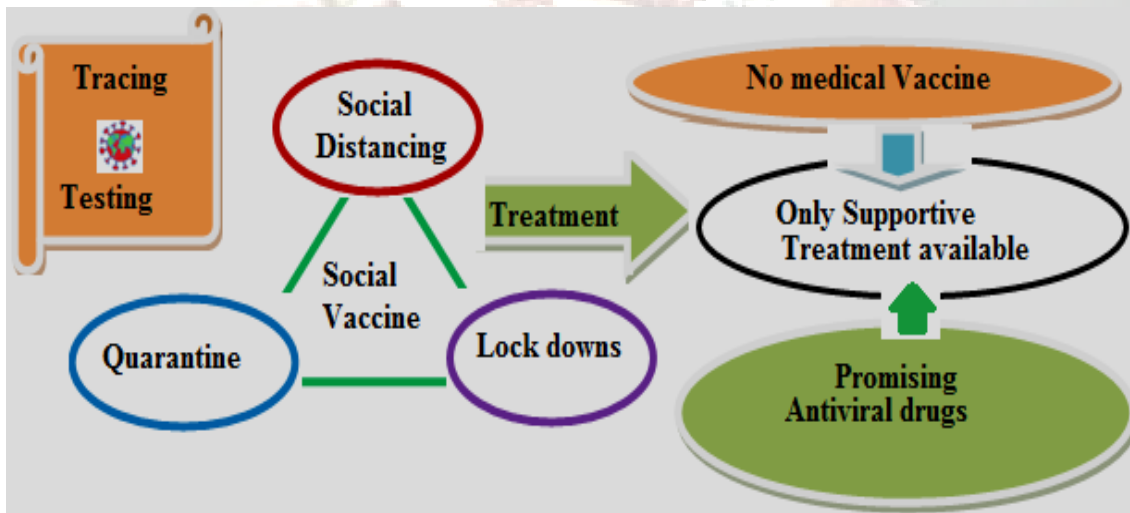 Tracing
Testing
Social
Distancing
Social
Vaccine
Quarantine
Lock downs
Treatment
No medical Vaccine
Only Supportive
Treatment available
Promising
Antiviral drugs